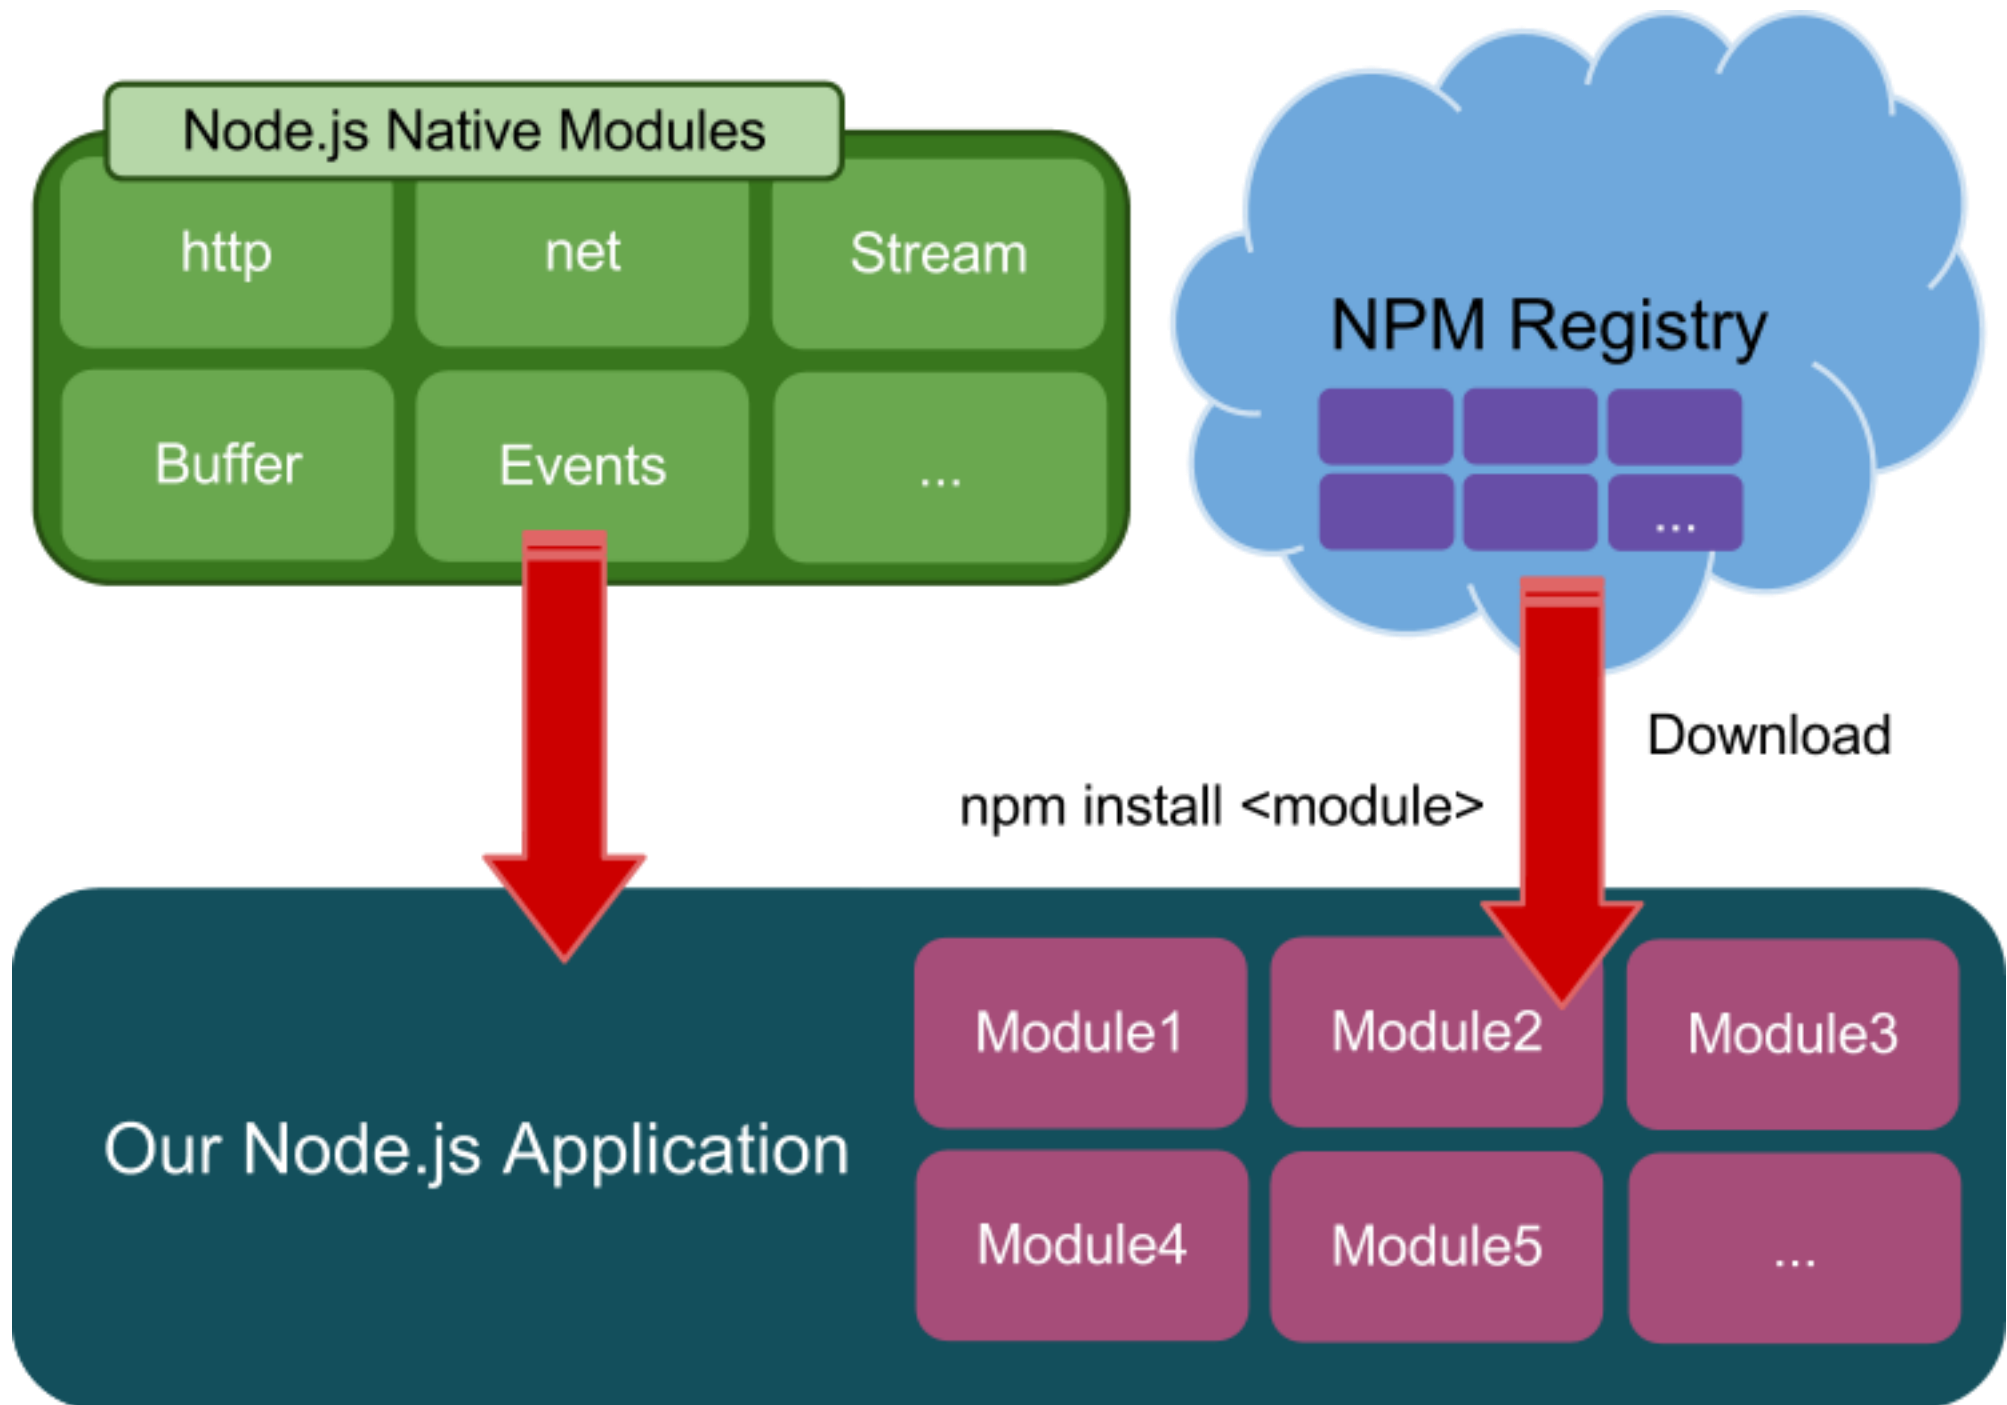 Node.js Native Modules
http
net
Stream
Buffer
Events
...
NPM Registry
...
Download
npm install <module>
Our Node.js Application
Module1
Module2
Module3
Module4
Module5
...